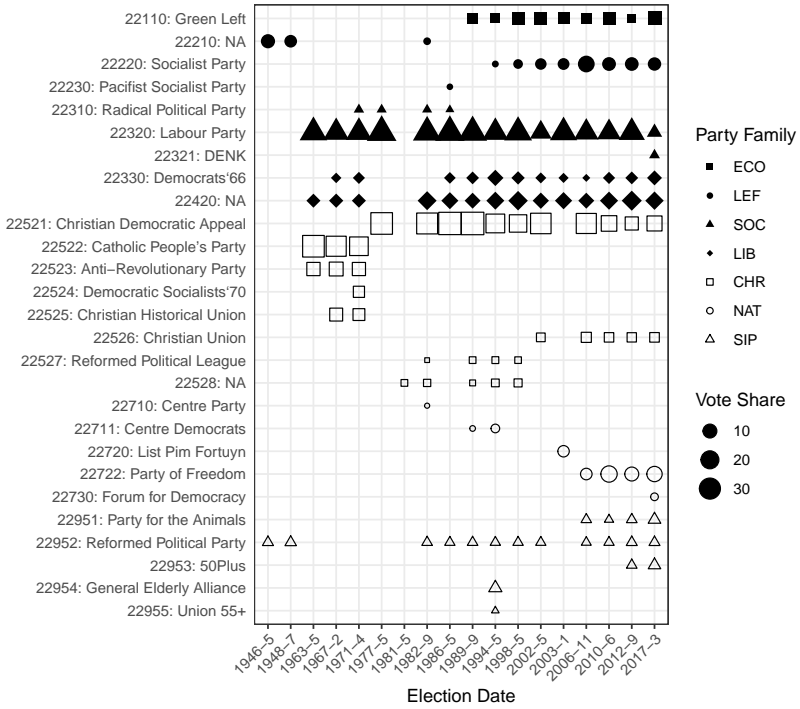 22110: Green Left
22210: NA
22220: Socialist Party
22230: Pacifist Socialist Party
22310: Radical Political Party
22320: Labour Party
22321: DENK
22330: Democrats'66
22420: NA
22521: Christian Democratic Appeal
22522: Catholic People's Party
22523: Anti−Revolutionary Party
22524: Democratic Socialists'70
22525: Christian Historical Union
22526: Christian Union
22527: Reformed Political League
22528: NA
22710: Centre Party
22711: Centre Democrats
22720: List Pim Fortuyn
22722: Party of Freedom
22730: Forum for Democracy
22951: Party for the Animals
22952: Reformed Political Party
22953: 50Plus
22954: General Elderly Alliance
22955: Union 55+
1946−5
1948−7
1963−5
1967−2
1971−4
1977−5
1981−5
1982−9
1986−5
1989−9
1994−5
1998−5
2002−5
2003−1
2006−11
2010−6
2012−9
2017−3
Election Date
Party Family
ECO
LEF
SOC
LIB
CHR
NAT
SIP
Vote Share
10
20
30